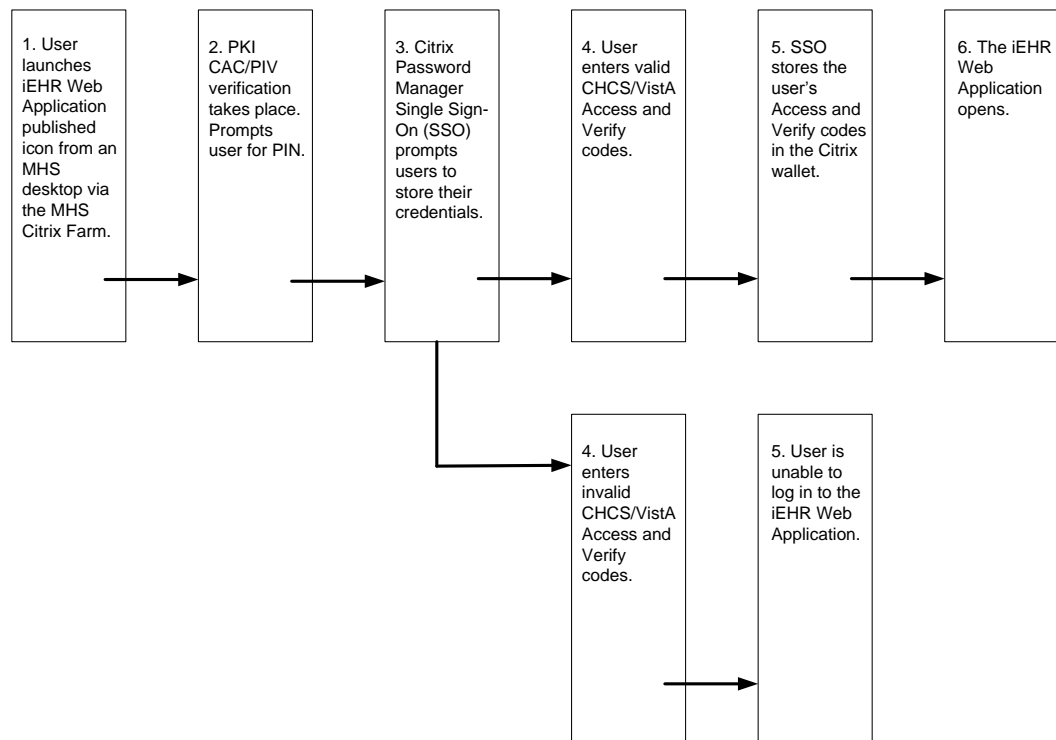 1. User
launches
iEHR Web
Application
published
icon from an
MHS
desktop via
the MHS
Citrix Farm.
2. PKI
CAC/PIV
verification
takes place.
Prompts
user for PIN.
3. Citrix
Password
Manager
Single Sign-
On (SSO)
prompts
users to
store their
credentials.
4. User
enters valid
CHCS/VistA
Access and
Verify
codes.
5. SSO
stores the
user's
Access and
Verify codes
in the Citrix
wallet.
6. The iEHR
Web
Application
opens.
4. User
enters
invalid
CHCS/VistA
Access and
Verify
codes.
5. User is
unable to
log in to the
iEHR Web
Application.